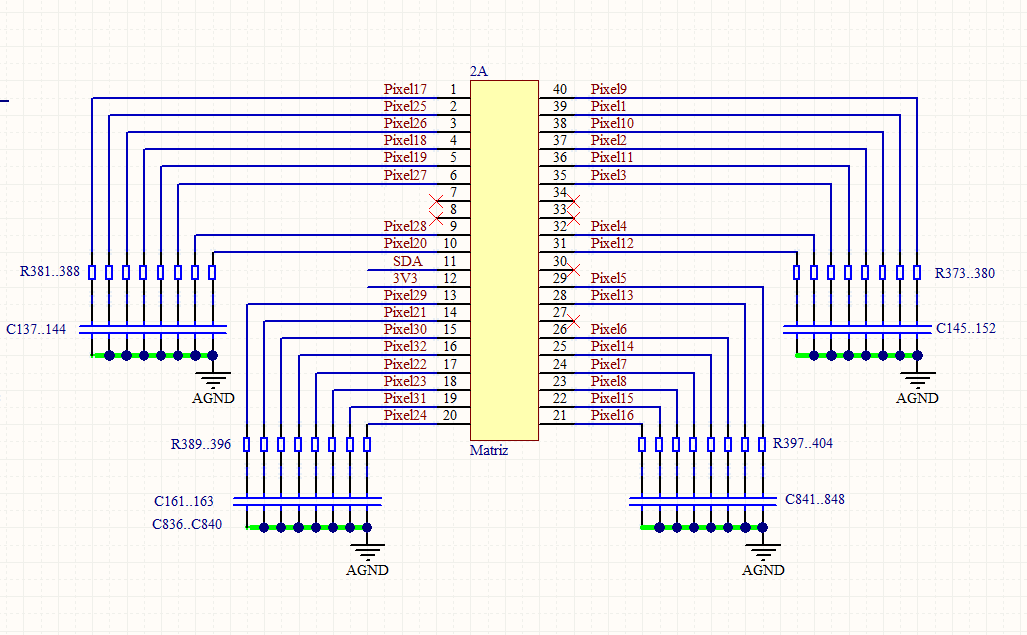 2A
Pixel17 1 40 Pixel9
Pixel25 2 39 Pixel1
Pixel26 3 38 Pixel10
Pixel18 4 37 Pixel2
Pixel19 5 36 Pixel11
Pixel27 6 35 Pixel3
7 34
8 33
Pixel28 9 32 Pixel4
Pixel20 10 31 Pixel12
SDA 11 30
3V3 12 29 Pixel5
Pixel29 13 28 Pixel13
Pixel21 14 27
Pixel30 15 26 Pixel6
Pixel32 16 25 Pixel14
Pixel22 17 24 Pixel7
Pixel23 18 23 Pixel8
Pixel31 19 22 Pixel15
Pixel24 20 21 Pixel16
Matriz
R381..388
C137..144
AGND
R373..380
C145..152
AGND
R389..396
C161..163
C836..C840
AGND
R397..404
C841..848
AGND